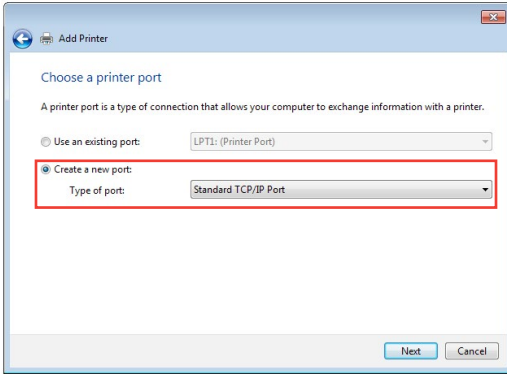 Add Printer
Choose a printer port
A printer port is a type of connection that allows your computer to exchange information with a printer.
Use an existing port:
LPT1: (Printer Port)
Create a new port:
Type of port:
Standard TCP/IP Port
Next
Cancel